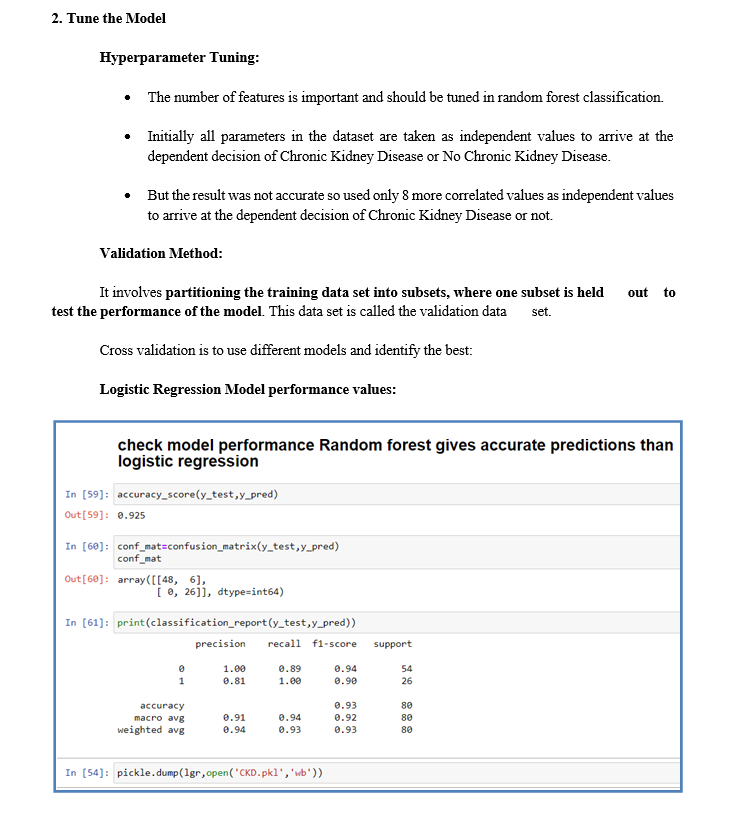 2. Tune the Model
Hyperparameter Tuning:
• The number of features is important and should be tuned in random forest classification.
• Initially all parameters in the dataset are taken as independent values to arrive at the
dependent decision of Chronic Kidney Disease or No Chronic Kidney Disease.
• But the result was not accurate so used only 8 more correlated values as independent values
to arrive at the dependent decision of Chronic Kidney Disease or not.
Validation Method:
It involves partitioning the training data set into subsets, where one subset is held out to
test the performance of the model. This data set is called the validation data set.
Cross validation is to use different models and identify the best:
Logistic Regression Model performance values:
check model performance Random forest gives accurate predictions than
logistic regression
In [59]: accuracy_score(y_test,y_pred)
Out[59]: 0.925
In [60]: conf_mat=confusion_matrix(y_test,y_pred)
conf_mat
Out[60]: array([[48, 6],
[ 0, 26]], dtype=int64)
In [61]: print(classification_report(y_test,y_pred))
precision recall f1-score support
0 1.00 0.89 0.94 54
1 0.81 1.00 0.90 26
accuracy 0.93 80
macro avg 0.91 0.94 0.92 80
weighted avg 0.94 0.93 0.93 80
In [54]: pickle.dump(lgr,open('CKD.pkl','wb'))